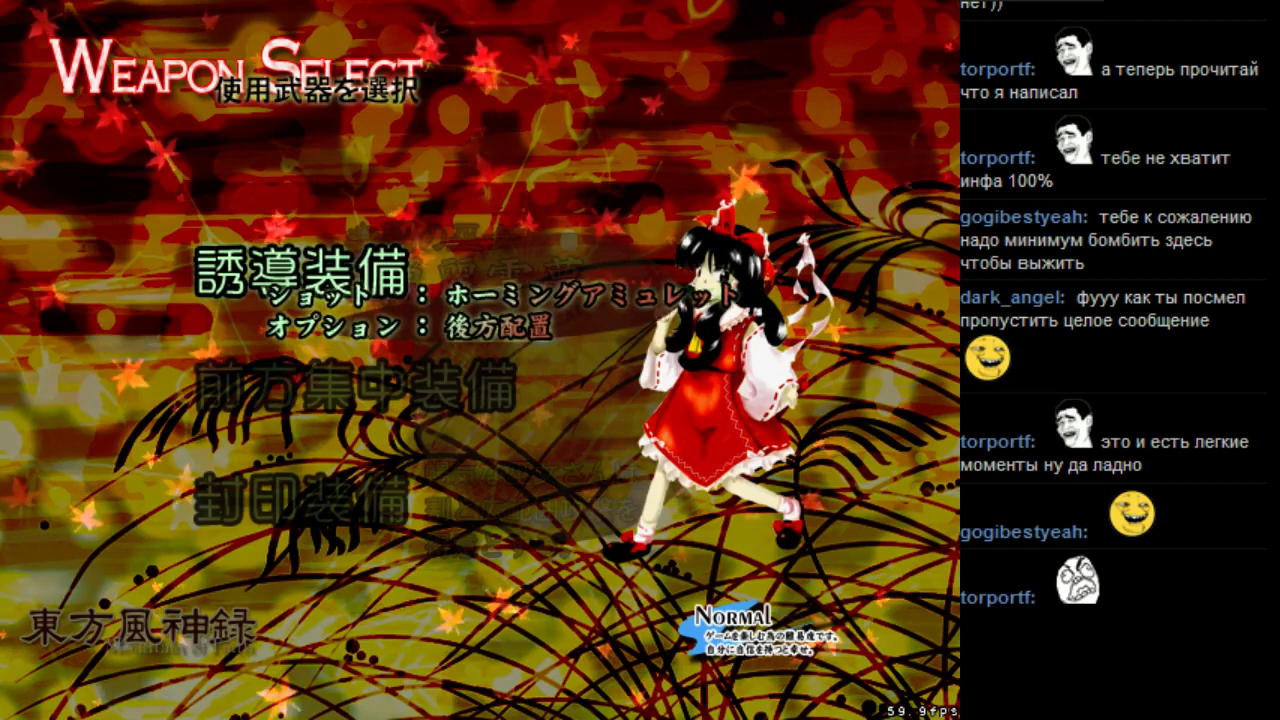 WEAPON SELECT
使用武器を選択
誘導装備
ショット : ホーミングアミュレット
オプション : 後方配置
前方集中装備
封印装備
東方風神録
NORMAL
ゲームを楽しむ為の難易度です。
自分に自信を持つと幸せ。
59.9fps
нет))
torportf: а теперь прочитай
что я написал
torportf: тебе не хватит
инфа 100%
gogibestyeah: тебе к сожалению
надо минимум бомбить здесь
чтобы выжить
dark_angel: фууу как ты посмел
пропустить целое сообщение
torportf: это и есть легкие
моменты ну да ладно
gogibestyeah:
torportf: